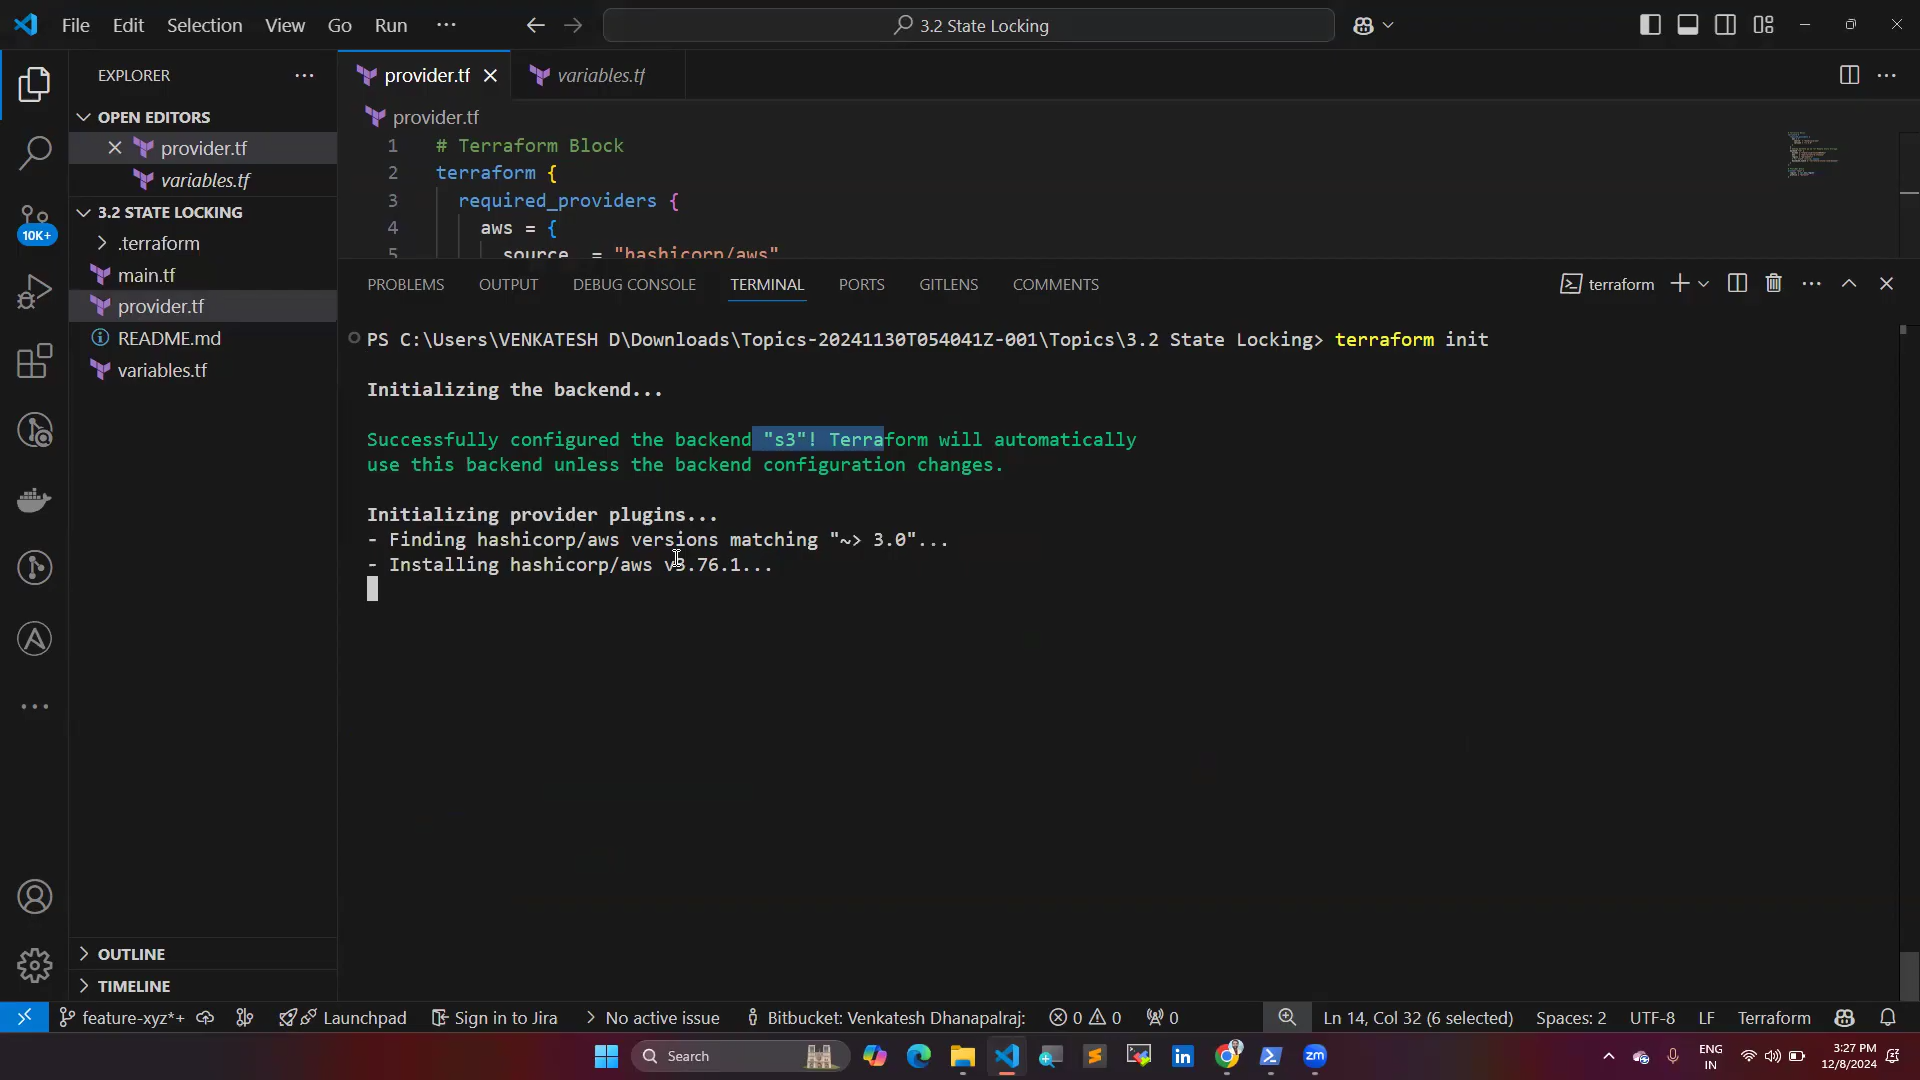 File Edit Selection View Go Run ···
3.2 State Locking
EXPLORER
OPEN EDITORS
provider.tf
variables.tf
3.2 STATE LOCKING
.terraform
main.tf
provider.tf
README.md
variables.tf
OUTLINE
TIMELINE
10K+
provider.tf
variables.tf
provider.tf
1 # Terraform Block
2 terraform {
3 required_providers {
4 aws = {
5 source = "hashicorp/aws"
PROBLEMS OUTPUT DEBUG CONSOLE TERMINAL PORTS GITLENS COMMENTS
terraform
PS C:\Users\VENKATESH D\Downloads\Topics-20241130T054041Z-001\Topics\3.2 State Locking> terraform init
Initializing the backend...
Successfully configured the backend "s3"! Terraform will automatically
use this backend unless the backend configuration changes.
Initializing provider plugins...
- Finding hashicorp/aws versions matching "~> 3.0"...
- Installing hashicorp/aws v3.76.1...
feature-xyz*+ Launchpad Sign in to Jira No active issue Bitbucket: Venkatesh Dhanapalraj: 0 0 0 Ln 14, Col 32 (6 selected) Spaces: 2 UTF-8 LF Terraform
Search
zm
ENG
IN
3:27 PM
12/8/2024